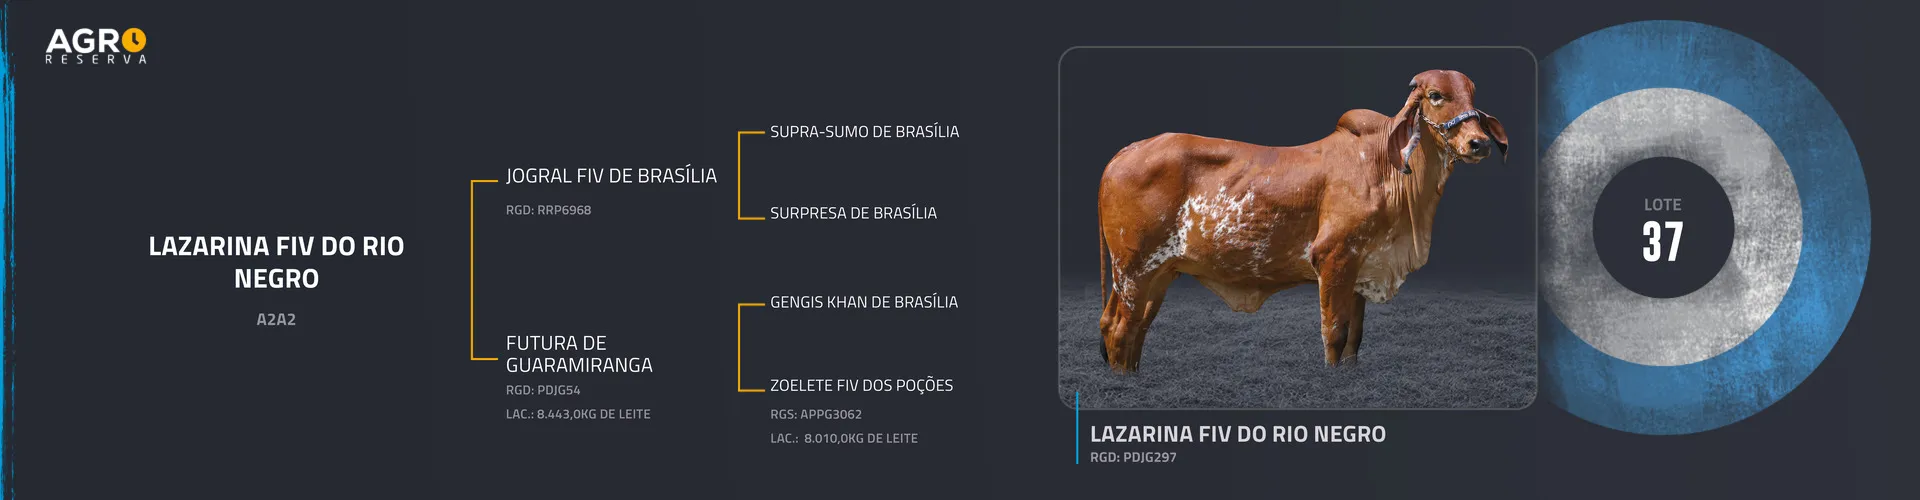 AGRO
RESERVA
LAZARINA FIV DO RIO
NEGRO
A2A2
JOGRAL FIV DE BRASÍLIA
RGD: RRP6968
FUTURA DE
GUARAMIRANGA
RGD: PDJG54
LAC.: 8.443,0KG DE LEITE
SUPRA-SUMO DE BRASÍLIA
SURPRESA DE BRASÍLIA
GENGIS KHAN DE BRASÍLIA
ZOELETE FIV DOS POÇÕES
RGS: APPG3062
LAC.: 8.010,0KG DE LEITE
LAZARINA FIV DO RIO NEGRO
RGD: PDJG297
LOTE
37